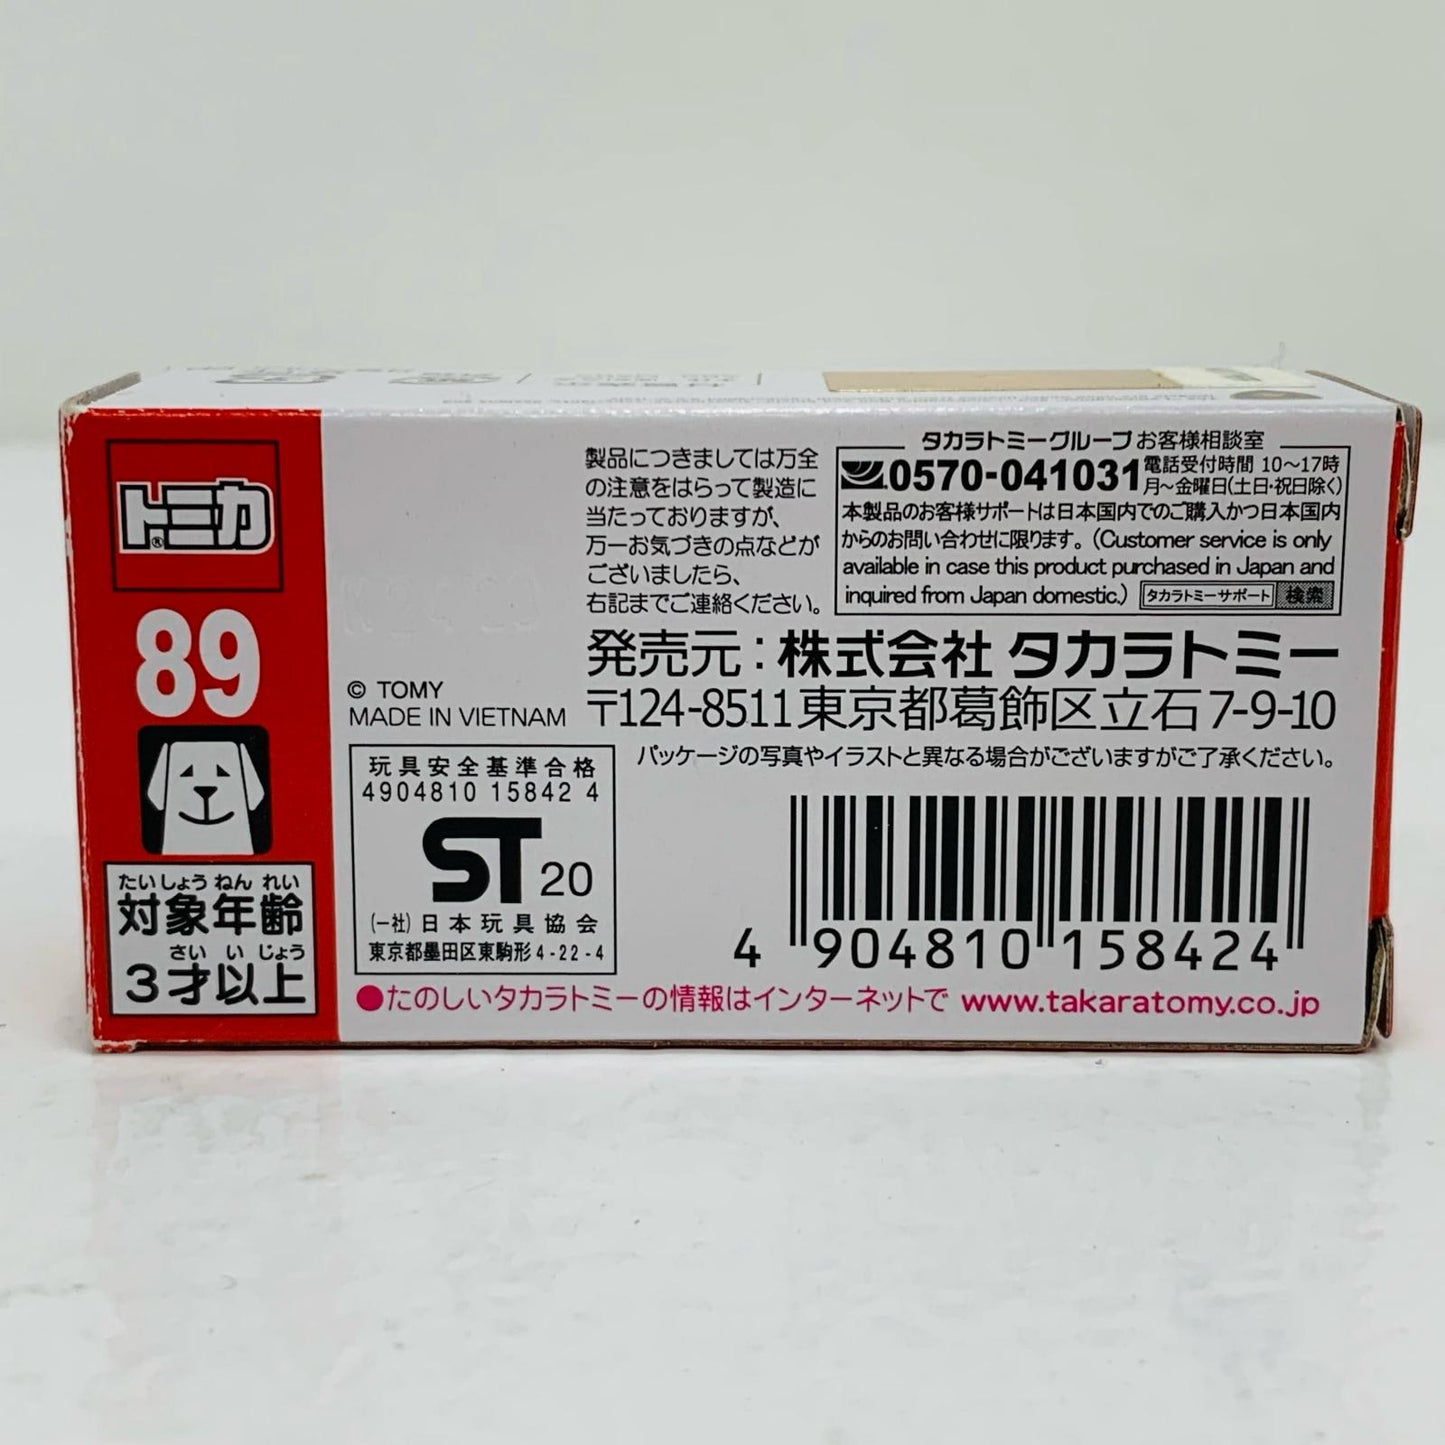 トミカ®
89
たいしょうねんれい
対象年齢
さいいじょう
3才以上
© TOMY
MADE IN VIETNAM
玩具安全基準合格
4904810 15842 4
ST 20
(一社)日本玩具協会
東京都墨田区東駒形4-22-4
製品につきましては万全
の注意をはらって製造に
当たっておりますが、
万一お気づきの点などが
ございましたら、
右記までご連絡ください。
タカラトミーグループお客様相談室
0570-041031
電話受付時間 10〜17時
月〜金曜日(土日・祝日除く)
本製品のお客様サポートは日本国内でのご購入かつ日本国内
からのお問い合わせに限ります。(Customer service is only
available in case this product purchased in Japan and
inquired from Japan domestic.) タカラトミーサポート 検索
発売元:株式会社 タカラトミー
〒124-8511東京都葛飾区立石7-9-10
パッケージの写真やイラストと異なる場合がございますがご了承ください。
4 904810 158424
●たのしいタカラトミーの情報はインターネットで www.takaratomy.co.jp